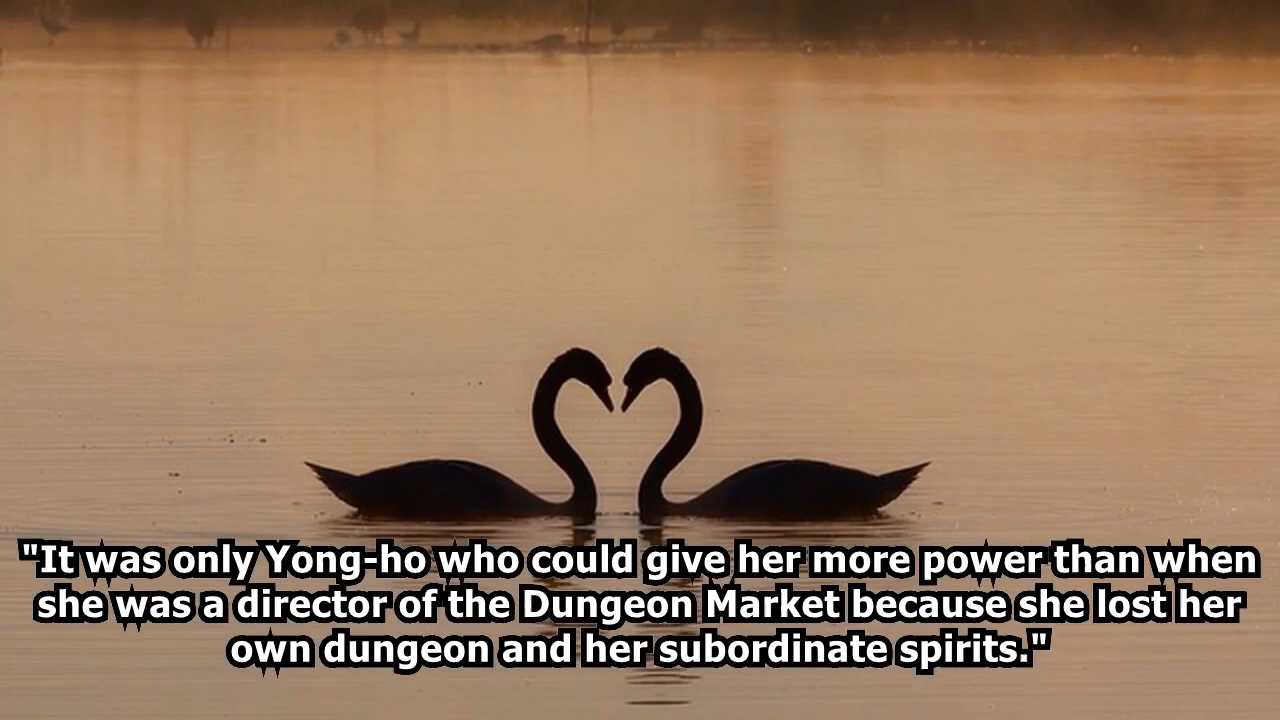 "It was only Yong-ho who could give her more power than when
she was a director of the Dungeon Market because she lost her
own dungeon and her subordinate spirits."